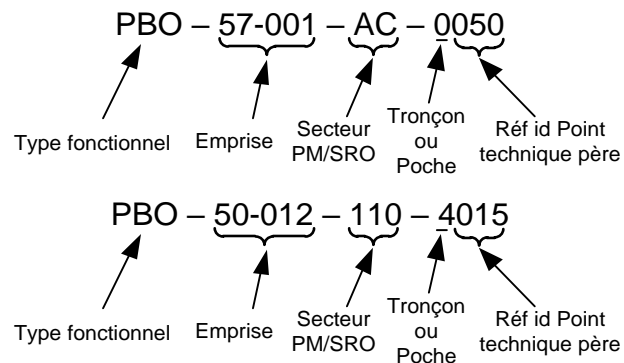 PBO – 57-001 – AC – 0050
Type fonctionnel
Emprise
Secteur
PM/SRO
Tronçon
ou
Poche
Réf id Point
technique père
PBO – 50-012 – 110 – 4015
Type fonctionnel
Emprise
Secteur
PM/SRO
Tronçon
ou
Poche
Réf id Point
technique père